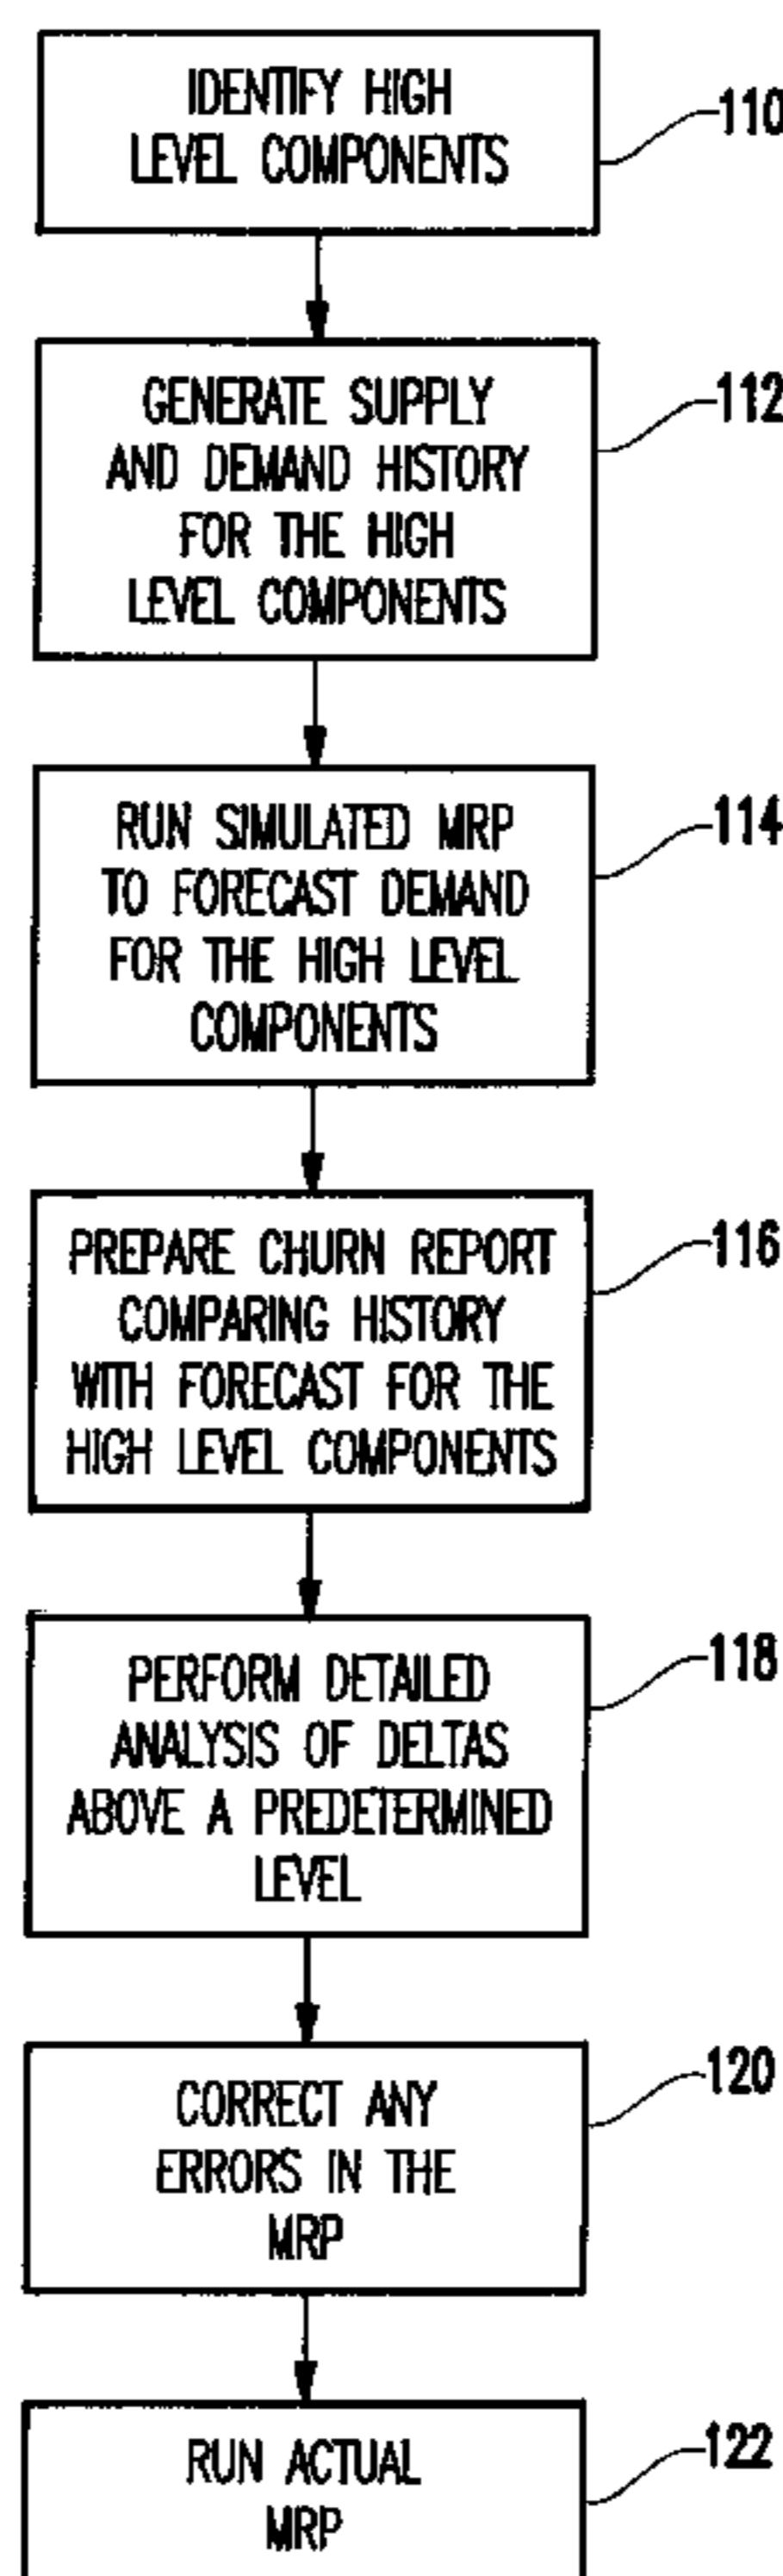 IDENTIFY HIGH
LEVEL COMPONENTS
110
GENERATE SUPPLY
AND DEMAND HISTORY
FOR THE HIGH
LEVEL COMPONENTS
112
RUN SIMULATED MRP
TO FORECAST DEMAND
FOR THE HIGH LEVEL
COMPONENTS
114
PREPARE CHURN REPORT
COMPARING HISTORY
WITH FORECAST FOR THE
HIGH LEVEL COMPONENTS
116
PERFORM DETAILED
ANALYSIS OF DELTAS
ABOVE A PREDETERMINED
LEVEL
118
CORRECT ANY
ERRORS IN THE
MRP
120
RUN ACTUAL
MRP
122